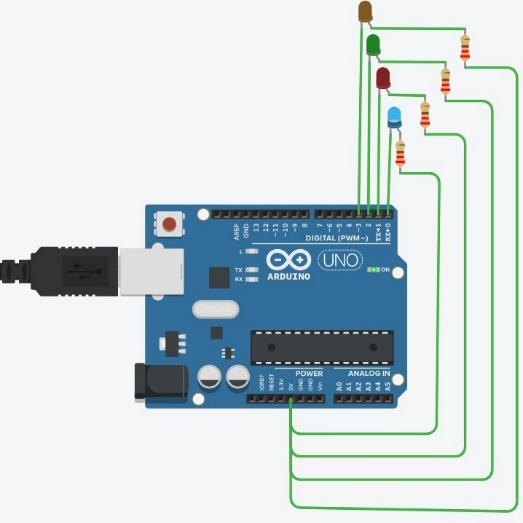 AREF
GND
13
12
~11
~10
~9
8
7
~6
~5
4
~3
2
TX→1
RX←0
DIGITAL (PWM~)
L
TX
RX
ARDUINO
UNO
ON
POWER
ANALOG IN
IOREF
RESET
3.3V
5V
GND
GND
Vin
A0
A1
A2
A3
A4
A5